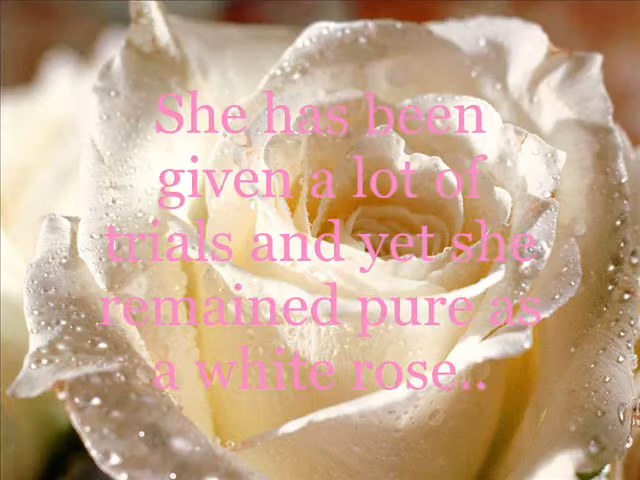 She has been
given a lot of
trials and yet she
remained pure as
a white rose..